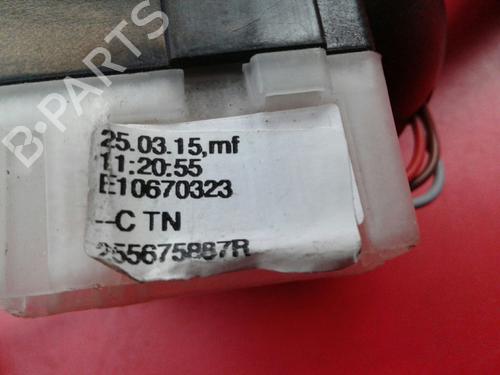 B-PARTS
25.03.15,mf
11:20:55
E10670323
--C TN
255675887R